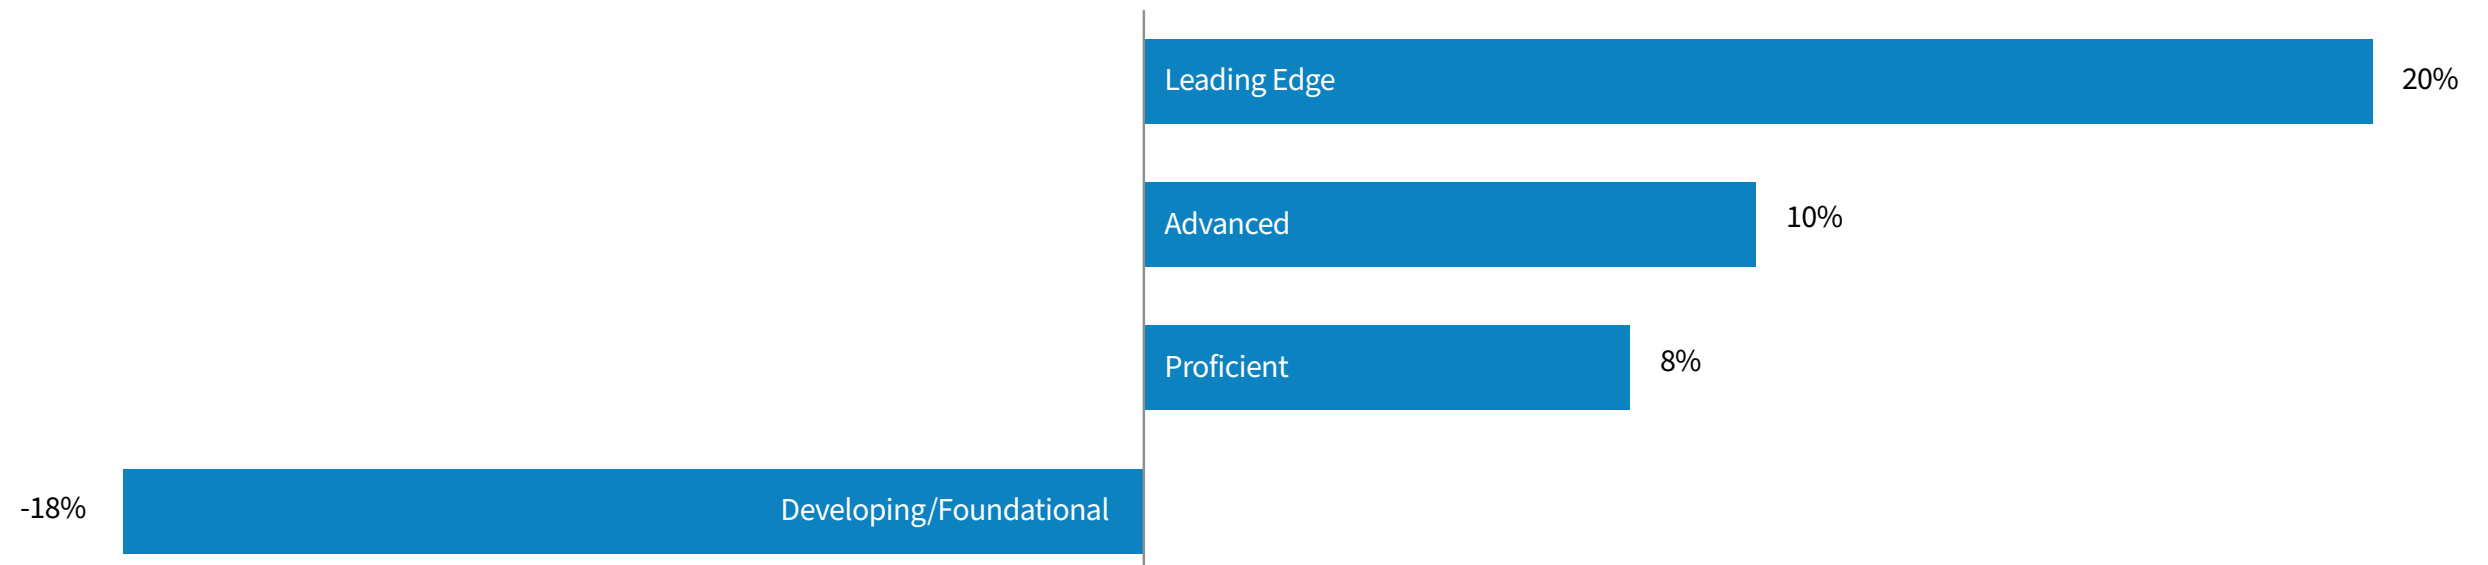 Leading Edge 20%
Advanced 10%
Proficient 8%
-18% Developing/Foundational